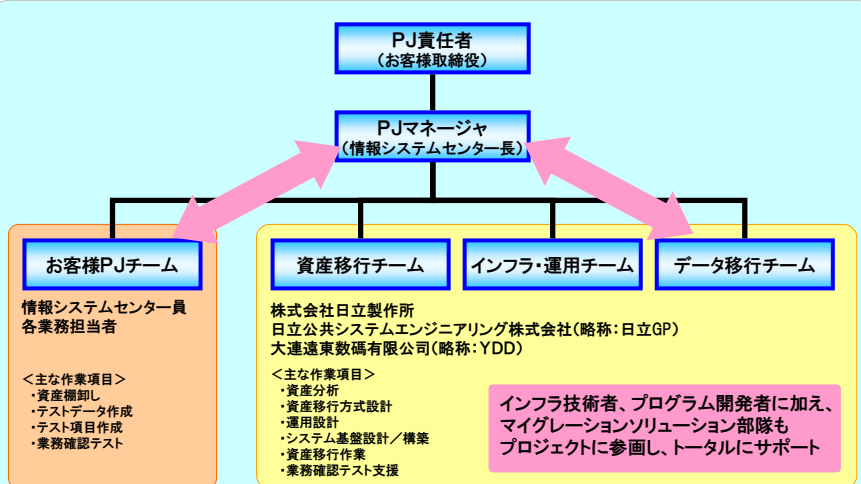 PJ責任者
(お客様取締役)
PJマネージャ
(情報システムセンター長)
お客様PJチーム
資産移行チーム
インフラ・運用チーム
データ移行チーム
情報システムセンター員
各業務担当者
<主な作業項目>
・資産棚卸し
・テストデータ作成
・テスト項目作成
・業務確認テスト
株式会社日立製作所
日立公共システムエンジニアリング株式会社(略称:日立GP)
大連遠東数碼有限公司(略称:YDD)
<主な作業項目>
・資産分析
・資産移行方式設計
・運用設計
・システム基盤設計/構築
・資産移行作業
・業務確認テスト支援
インフラ技術者、プログラム開発者に加え、
マイグレーションソリューション部隊も
プロジェクトに参画し、トータルにサポート